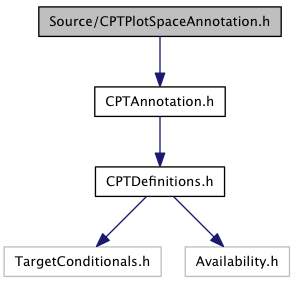 Source/CPTPlotSpaceAnnotation.h
CPTAnnotation.h
CPTDefinitions.h
TargetConditionals.h
Availability.h